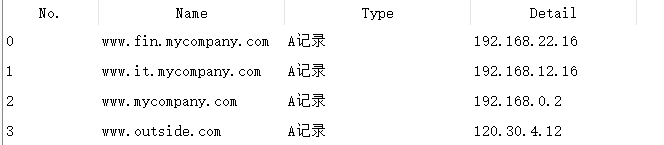 No. Name Type Detail
0 www.fin.mycompany.com A记录 192.168.22.16
1 www.it.mycompany.com A记录 192.168.12.16
2 www.mycompany.com A记录 192.168.0.2
3 www.outside.com A记录 120.30.4.12